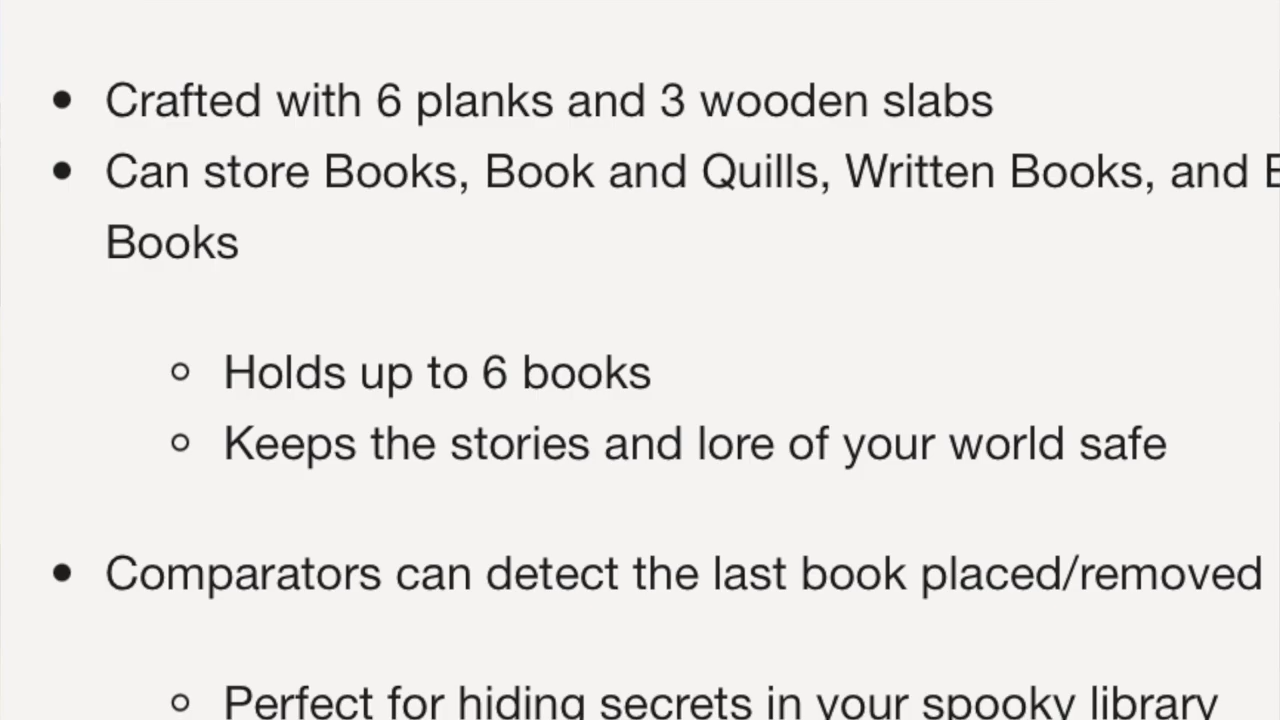 Crafted with 6 planks and 3 wooden slabs
Can store Books, Book and Quills, Written Books, and
Books
Holds up to 6 books
Keeps the stories and lore of your world safe
Comparators can detect the last book placed/removed
Perfect for hiding secrets in your spooky library